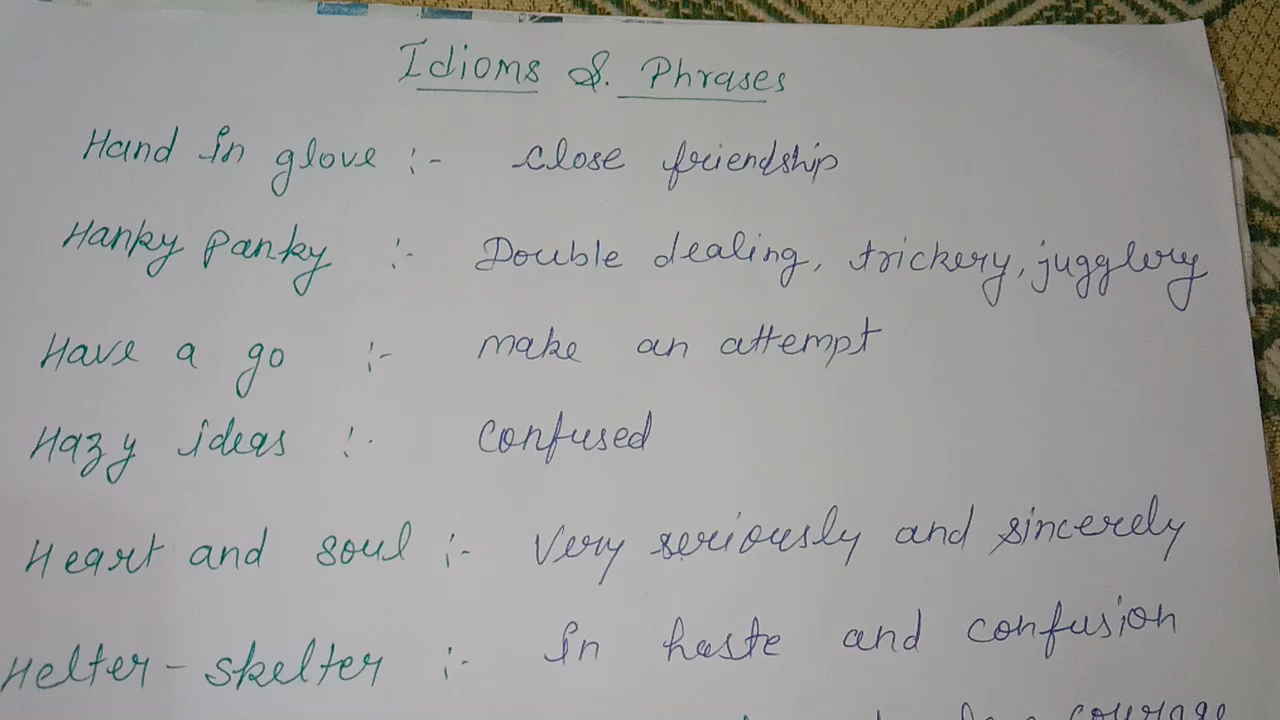 Idioms & Phrases
Hand in glove :- close friendship
Hanky panky :- Double dealing, trickery, jugglery
Have a go :- make an attempt
Hazy ideas :- confused
Heart and soul :- Very seriously and sincerely
Helter-skelter :- In haste and confusion
courage